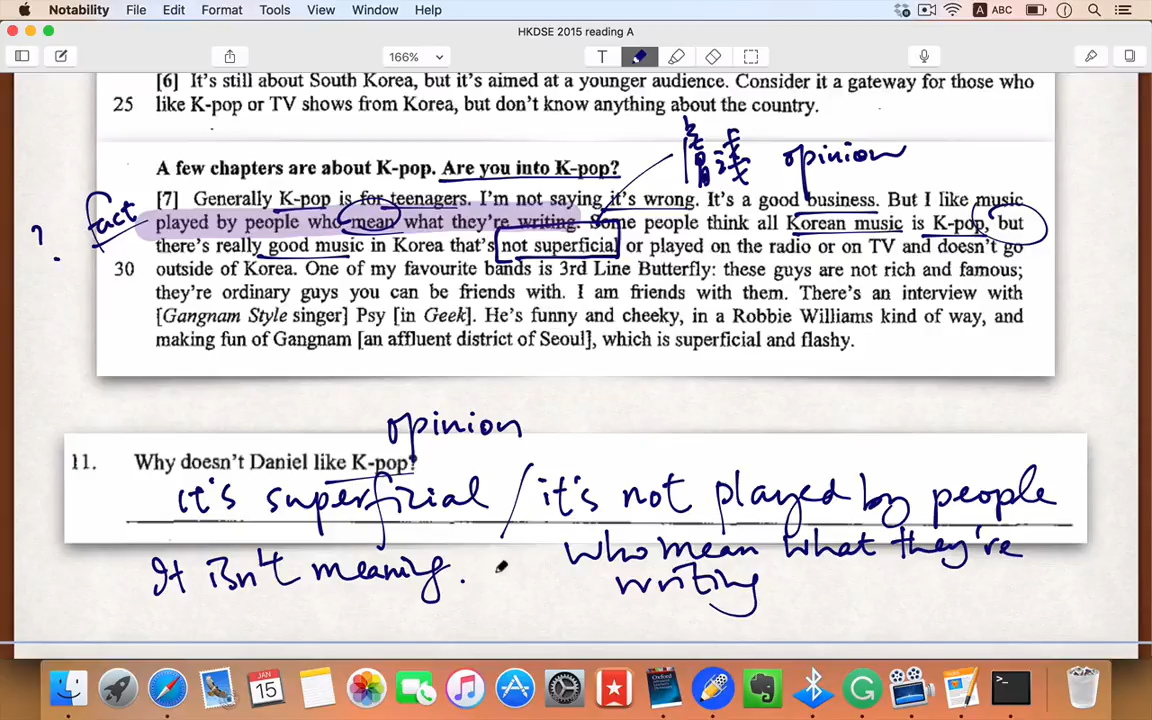 Notability File Edit Format Tools View Window Help ABC
HKDSE 2015 reading A
166%
T
[6] It's still about South Korea, but it's aimed at a younger audience. Consider it a gateway for those who
25 like K-pop or TV shows from Korea, but don't know anything about the country.
opinion
A few chapters are about K-pop. Are you into K-pop?
[7] Generally K-pop is for teenagers. I'm not saying it's wrong. It's a good business. But I like music
fact
played by people who mean what they're writing. Some people think all Korean music is K-pop, but
?
there's really good music in Korea that's not superficial or played on the radio or on TV and doesn't go
30 outside of Korea. One of my favourite bands is 3rd Line Butterfly: these guys are not rich and famous;
they're ordinary guys you can be friends with. I am friends with them. There's an interview with
[Gangnam Style singer] Psy [in Geek]. He's funny and cheeky, in a Robbie Williams kind of way, and
making fun of Gangnam [an affluent district of Seoul], which is superficial and flashy.
opinion
11. Why doesn't Daniel like K-pop?
it's superficial / it's not played by people
who mean what they're
It isn't meaning. writing
JAN
15